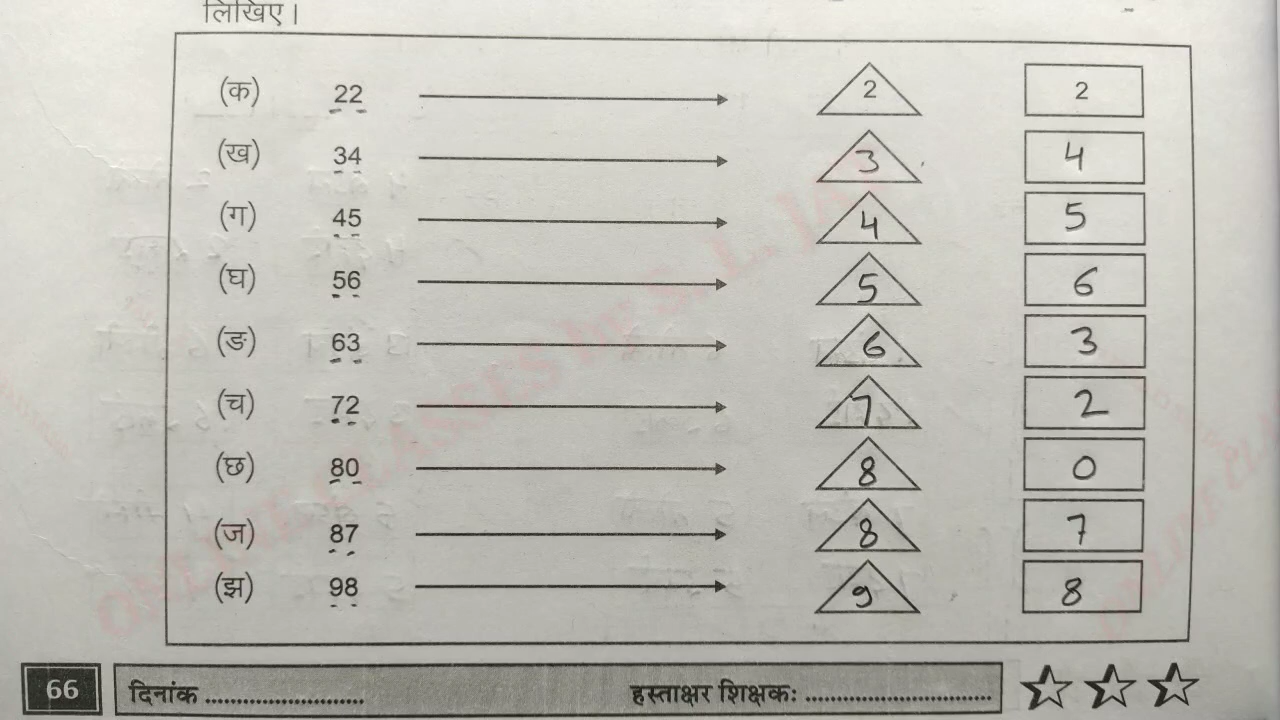 लिखिए।
(क) 22 2 2
(ख) 34 3 4
(ग) 45 4 5
(घ) 56 5 6
(ङ) 63 6 3
(च) 72 7 2
(छ) 80 8 0
(ज) 87 8 7
(झ) 98 9 8
66 दिनांक ........................ हस्ताक्षर शिक्षकः ............................